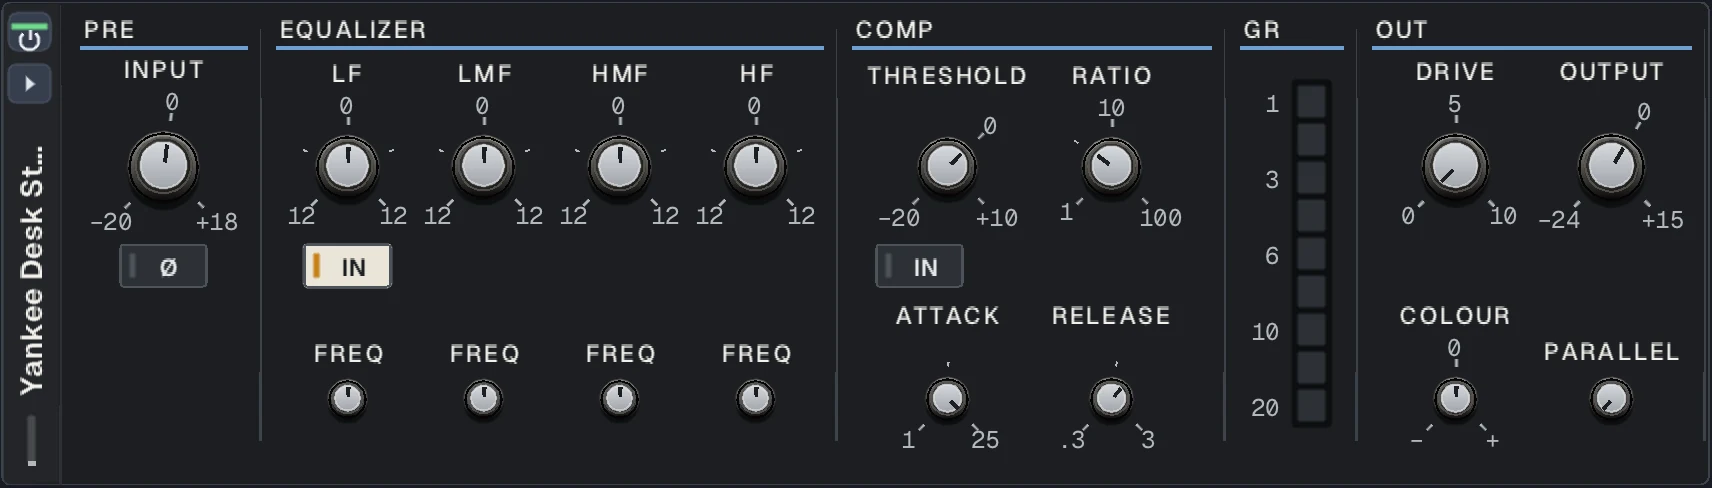 Yankee Desk St...
PRE
INPUT
0
-20 +18
Ø
EQUALIZER
LF LMF HMF HF
0 0 0 0
12 12 12 12 12 12 12 12
IN
FREQ FREQ FREQ FREQ
COMP
THRESHOLD RATIO
0 10
-20 +10 1 100
IN
ATTACK RELEASE
1 25 .3 3
GR
1
3
6
10
20
OUT
DRIVE OUTPUT
5 0
0 10 -24 +15
COLOUR PARALLEL
0
- +